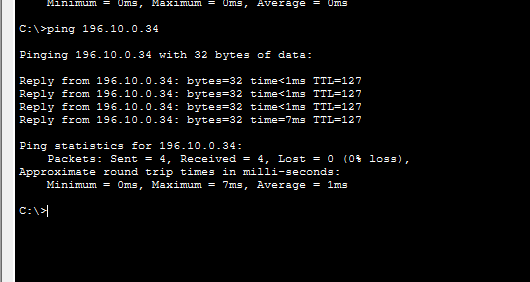 Minimum = 0ms, Maximum = 0ms, Average = 0ms
C:\>ping 196.10.0.34
Pinging 196.10.0.34 with 32 bytes of data:
Reply from 196.10.0.34: bytes=32 time<1ms TTL=127
Reply from 196.10.0.34: bytes=32 time<1ms TTL=127
Reply from 196.10.0.34: bytes=32 time<1ms TTL=127
Reply from 196.10.0.34: bytes=32 time=7ms TTL=127
Ping statistics for 196.10.0.34:
Packets: Sent = 4, Received = 4, Lost = 0 (0% loss),
Approximate round trip times in milli-seconds:
Minimum = 0ms, Maximum = 7ms, Average = 1ms
C:\>